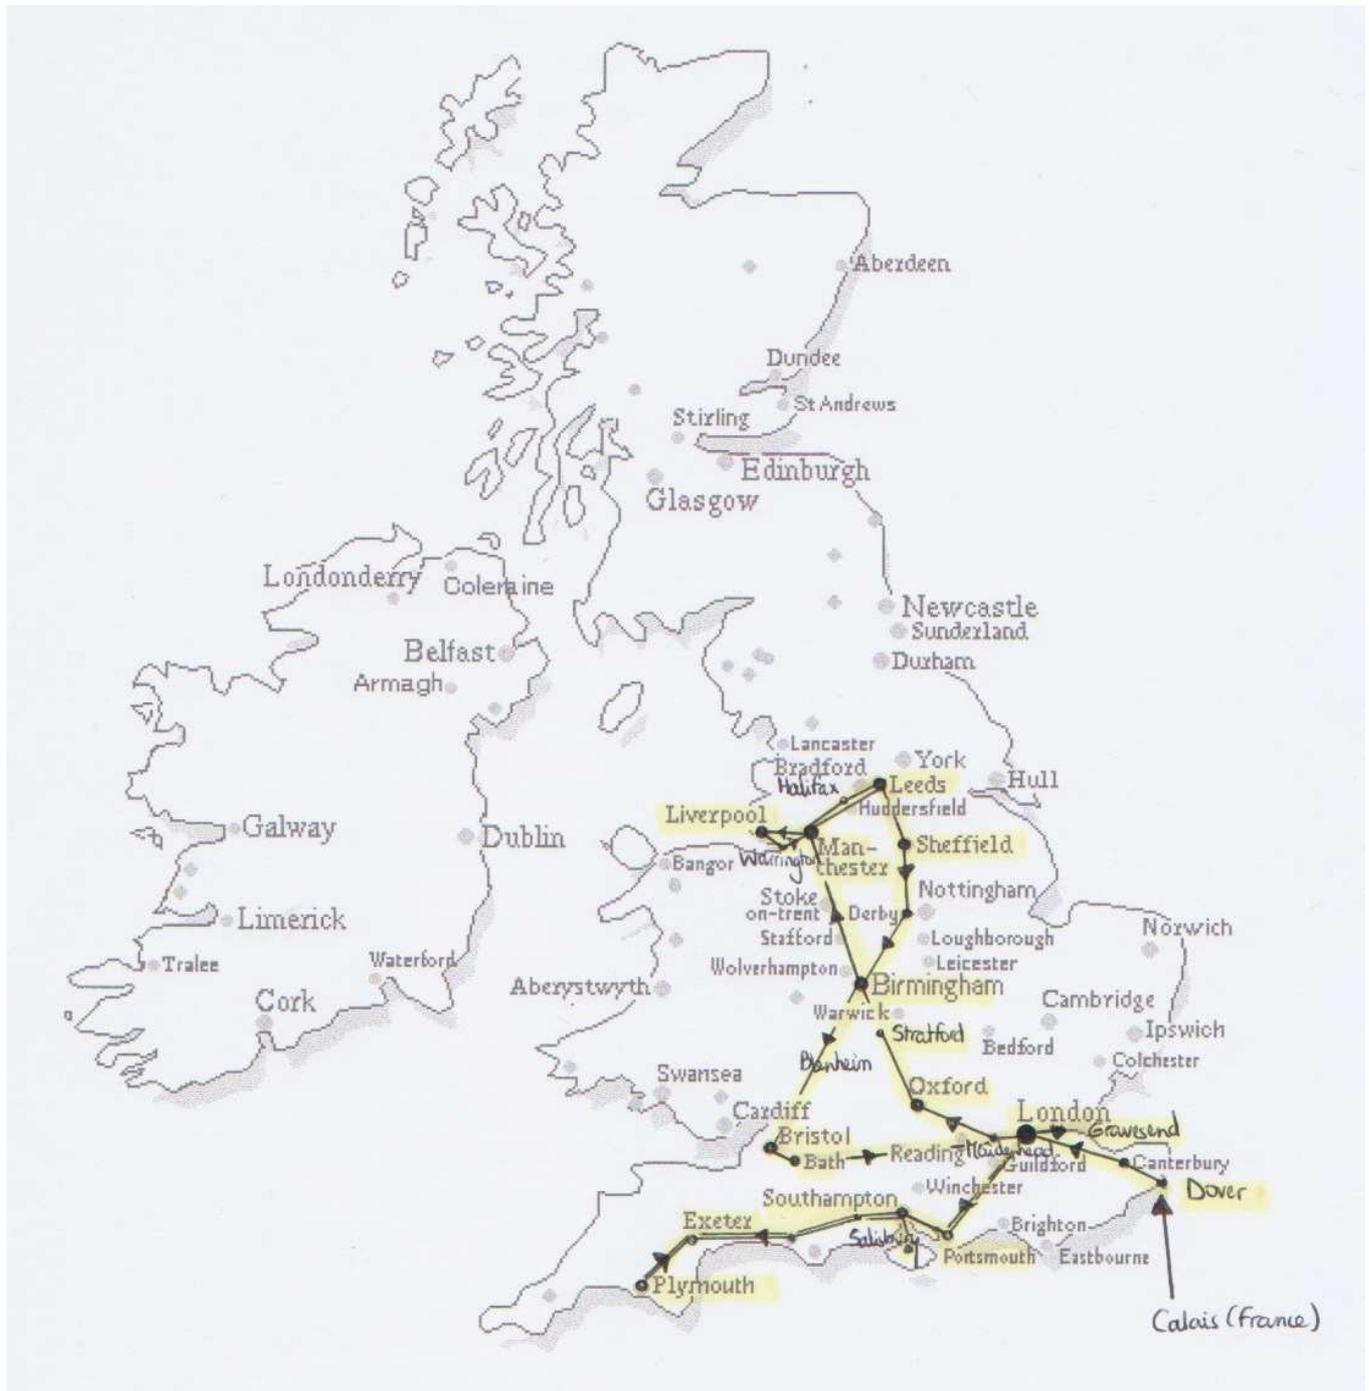 Aberdeen
Dundee
St Andrews
Stirling
Edinburgh
Glasgow
Londonderry
Coleraine
Newcastle
Sunderland
Belfast
Durham
Armagh
Lancaster
York
Bradford
Halifax
Leeds
Hull
Huddersfield
Liverpool
Galway
Dublin
Man-
chester
Sheffield
Warrington
Bangor
Nottingham
Stoke
on-trent
Derby
Limerick
Norwich
Stafford
Loughborough
Tralee
Waterford
Wolverhampton
Leicester
Aberystwyth
Birmingham
Cork
Cambridge
Warwick
Stratford
Ipswich
Bedford
Blenheim
Colchester
Swansea
Oxford
Cardiff
London
Gravesend
Bristol
Reading
Maidenhead
Bath
Guildford
Canterbury
Winchester
Dover
Southampton
Exeter
Brighton
Salisbury
Portsmouth
Eastbourne
Plymouth
Calais (France)